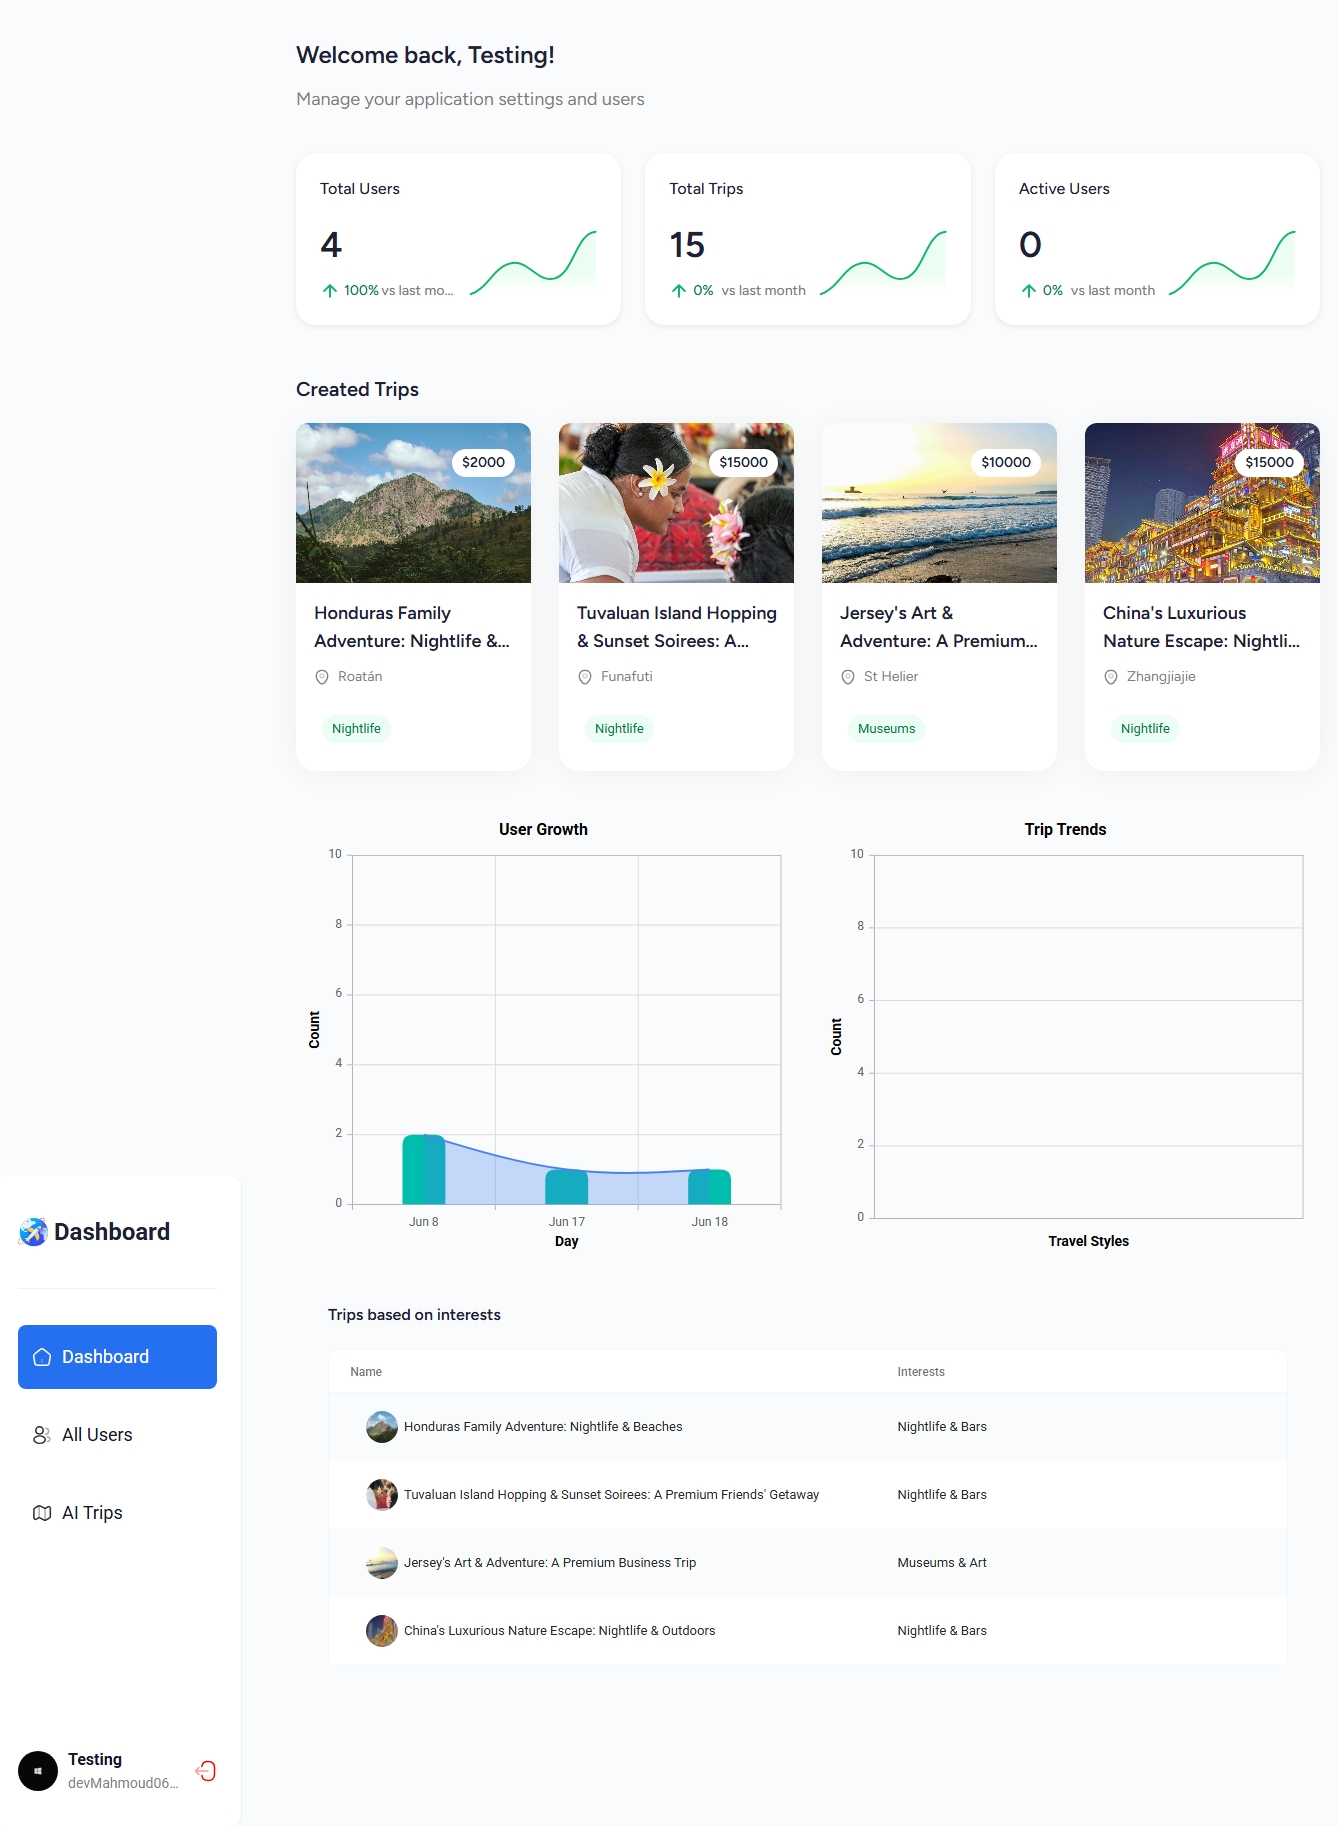 Welcome back, Testing!
Manage your application settings and users
Total Users
4
100% vs last mo...
Total Trips
15
0% vs last month
Active Users
0
0% vs last month
Created Trips
$2000
Honduras Family
Adventure: Nightlife &...
Roatán
Nightlife
$15000
Tuvaluan Island Hopping
& Sunset Soirees: A...
Funafuti
Nightlife
$10000
Jersey's Art &
Adventure: A Premium...
St Helier
Museums
$15000
China's Luxurious
Nature Escape: Nightli...
Zhangjiajie
Nightlife
User Growth
10
8
6
4
2
0
Count
Jun 8
Jun 17
Jun 18
Day
Trip Trends
10
8
6
4
2
0
Count
Travel Styles
Dashboard
Dashboard
All Users
AI Trips
Testing
devMahmoud06...
Trips based on interests
Name
Interests
Honduras Family Adventure: Nightlife & Beaches
Nightlife & Bars
Tuvaluan Island Hopping & Sunset Soirees: A Premium Friends' Getaway
Nightlife & Bars
Jersey's Art & Adventure: A Premium Business Trip
Museums & Art
China's Luxurious Nature Escape: Nightlife & Outdoors
Nightlife & Bars